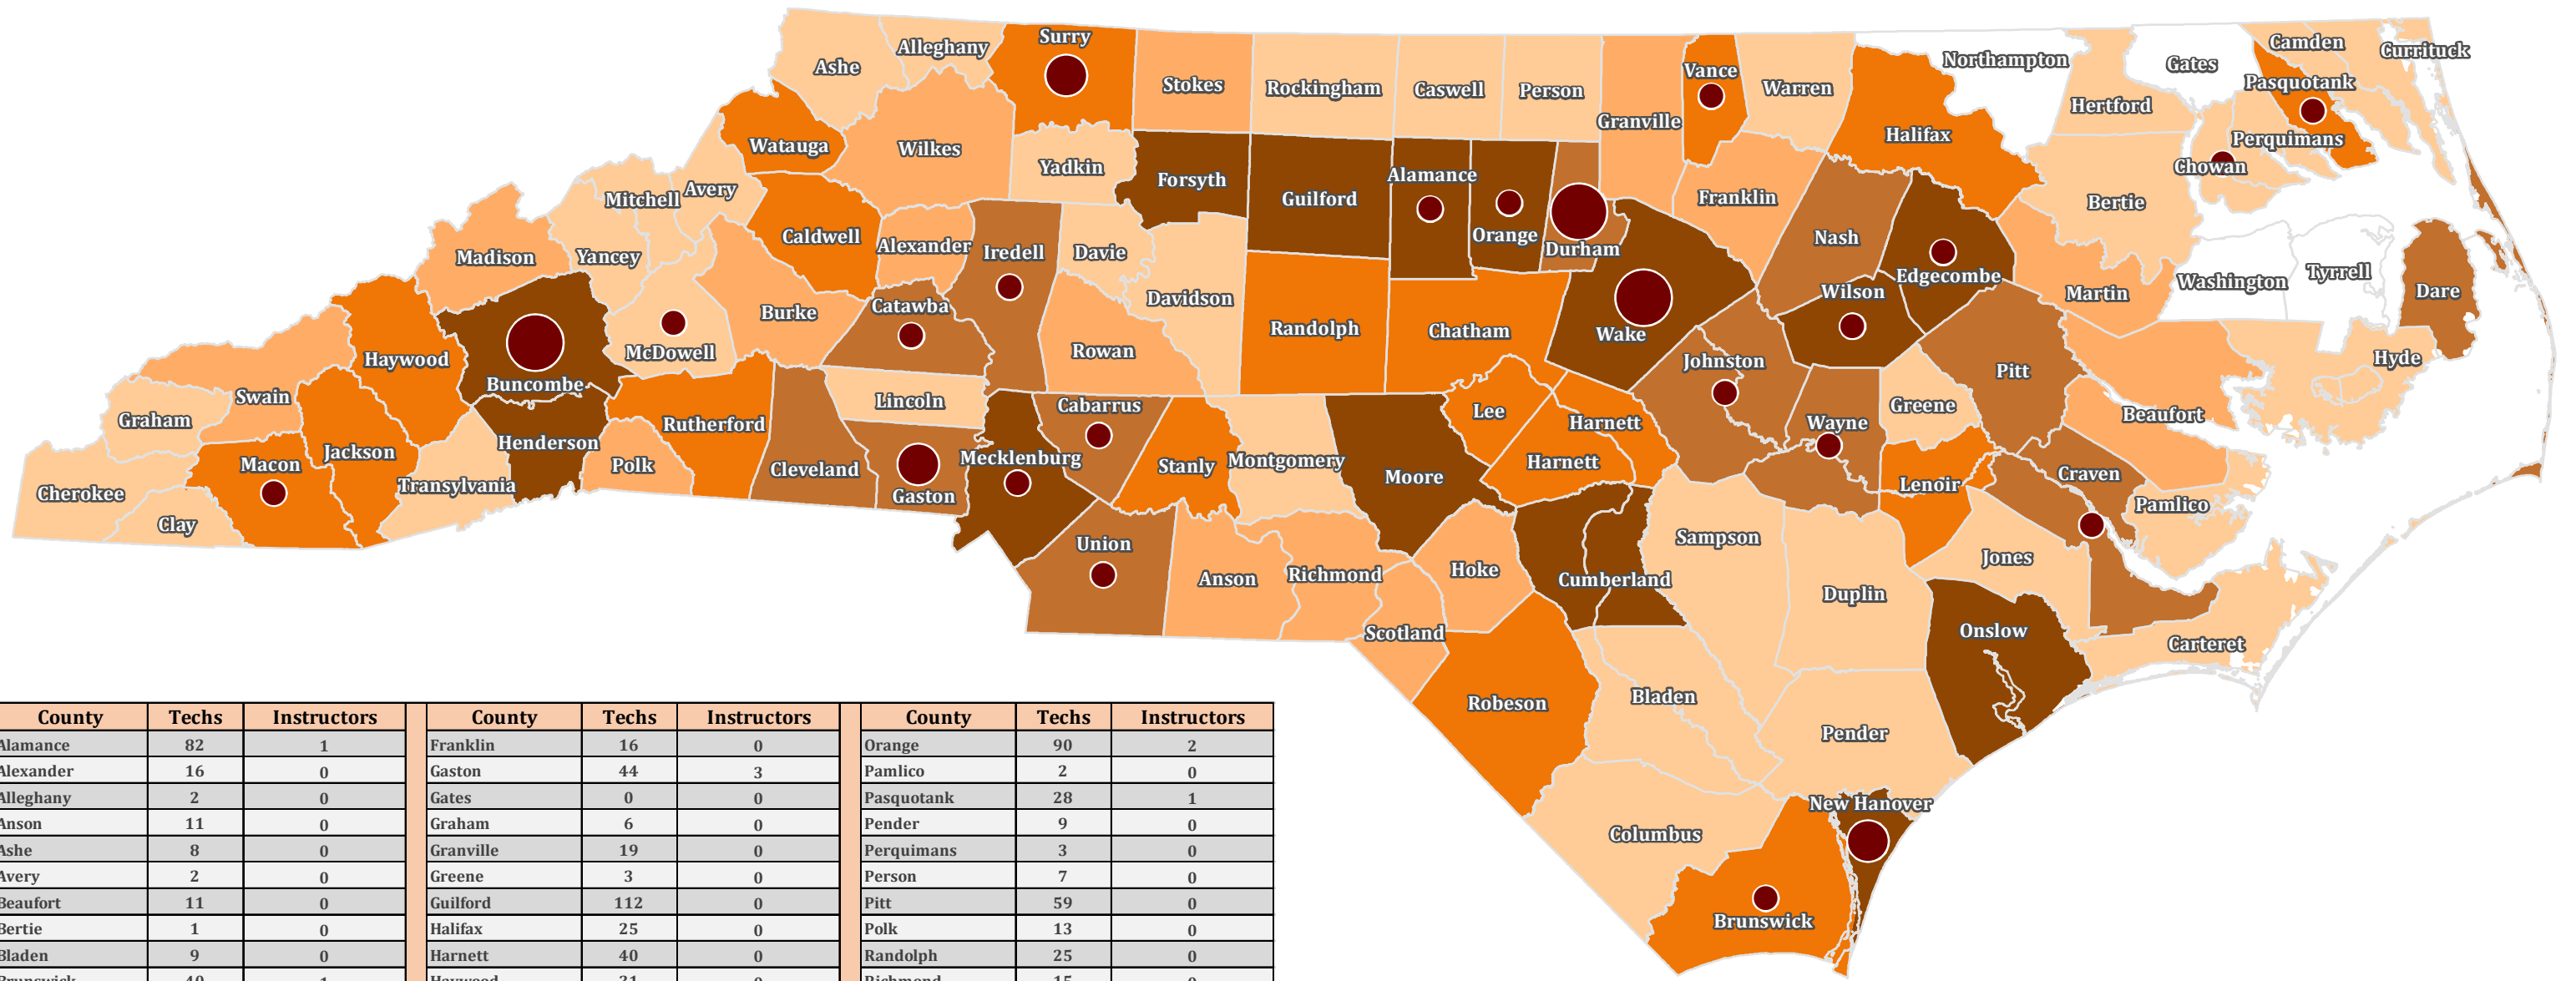 Surry
Alleghany
Ashe
Stokes
Rockingham
Caswell
Person
Vance
Warren
Northampton
Gates
Camden
Currituck
Pasquotank
Hertford
Granville
Halifax
Perquimans
Chowan
Watauga
Wilkes
Yadkin
Forsyth
Guilford
Alamance
Orange
Durham
Franklin
Nash
Edgecombe
Bertie
Mitchell
Avery
Caldwell
Alexander
Iredell
Davie
Davidson
Madison
Yancey
Burke
Catawba
Rowan
Randolph
Chatham
Wake
Wilson
Martin
Washington
Tyrrell
Dare
Haywood
Buncombe
McDowell
Johnston
Pitt
Hyde
Swain
Graham
Jackson
Macon
Henderson
Rutherford
Lincoln
Cabarrus
Lee
Harnett
Harnett
Wayne
Greene
Beaufort
Cherokee
Clay
Transylvania
Polk
Cleveland
Gaston
Mecklenburg
Stanly
Montgomery
Moore
Lenoir
Craven
Pamlico
Union
Anson
Richmond
Hoke
Cumberland
Sampson
Duplin
Jones
Scotland
Onslow
Carteret
Robeson
Bladen
Pender
Columbus
New Hanover
Brunswick
County Techs Instructors County Techs Instructors County Techs Instructors
Alamance 82 1 Franklin 16 0 Orange 90 2
Alexander 16 0 Gaston 44 3 Pamlico 2 0
Alleghany 2 0 Gates 0 0 Pasquotank 28 1
Anson 11 0 Graham 6 0 Pender 9 0
Ashe 8 0 Granville 19 0 Perquimans 3 0
Avery 2 0 Greene 3 0 Person 7 0
Beaufort 11 0 Guilford 112 0 Pitt 59 0
Bertie 1 0 Halifax 25 0 Polk 13 0
Bladen 9 0 Harnett 40 0 Randolph 25 0
Brunswick 40 1 Haywood 31 0 Richmond 15 0